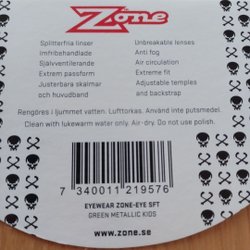 Zone
Splitterfria linser Unbreakable lenses
Imfribehandlade Anti fog
Självventilerande Air circulation
Extrem passform Extreme fit
Justerbara skalmar Adjustable temples
och huvudband and backstrap
Rengöres i ljummet vatten. Lufttorkas. Använd inte putsmedel.
Clean with lukewarm water only. Air-dry. Do not use polish.
7 340011 219576
EYEWEAR ZONE-EYE SFT
GREEN METALLIC KIDS
www.zone.se